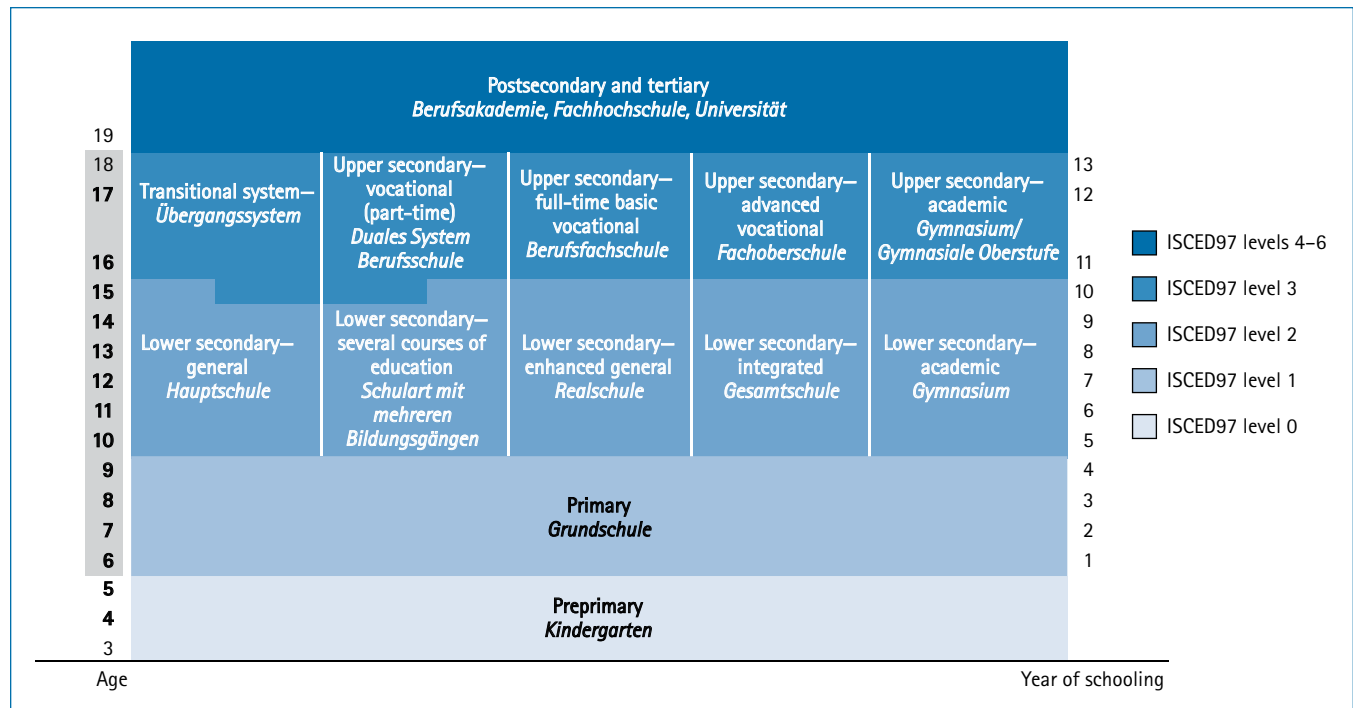 Postsecondary and tertiary
Berufsakademie, Fachhochschule, Universität
19
18
17
16
15
14
13
12
11
10
9
8
7
6
5
4
3
Transitional system—
Übergangssystem
Upper secondary—
vocational
(part-time)
Duales System
Berufsschule
Upper secondary—
full-time basic
vocational
Berufsfachschule
Upper secondary—
advanced
vocational
Fachoberschule
Upper secondary—
academic
Gymnasium/
Gymnasiale Oberstufe
Lower secondary—
general
Hauptschule
Lower secondary—
several courses of
education
Schulart mit
mehreren
Bildungsgängen
Lower secondary—
enhanced general
Realschule
Lower secondary—
integrated
Gesamtschule
Lower secondary—
academic
Gymnasium
Primary
Grundschule
Preprimary
Kindergarten
13
12
11
10
9
8
7
6
5
4
3
2
1
Age
Year of schooling
ISCED97 levels 4–6
ISCED97 level 3
ISCED97 level 2
ISCED97 level 1
ISCED97 level 0